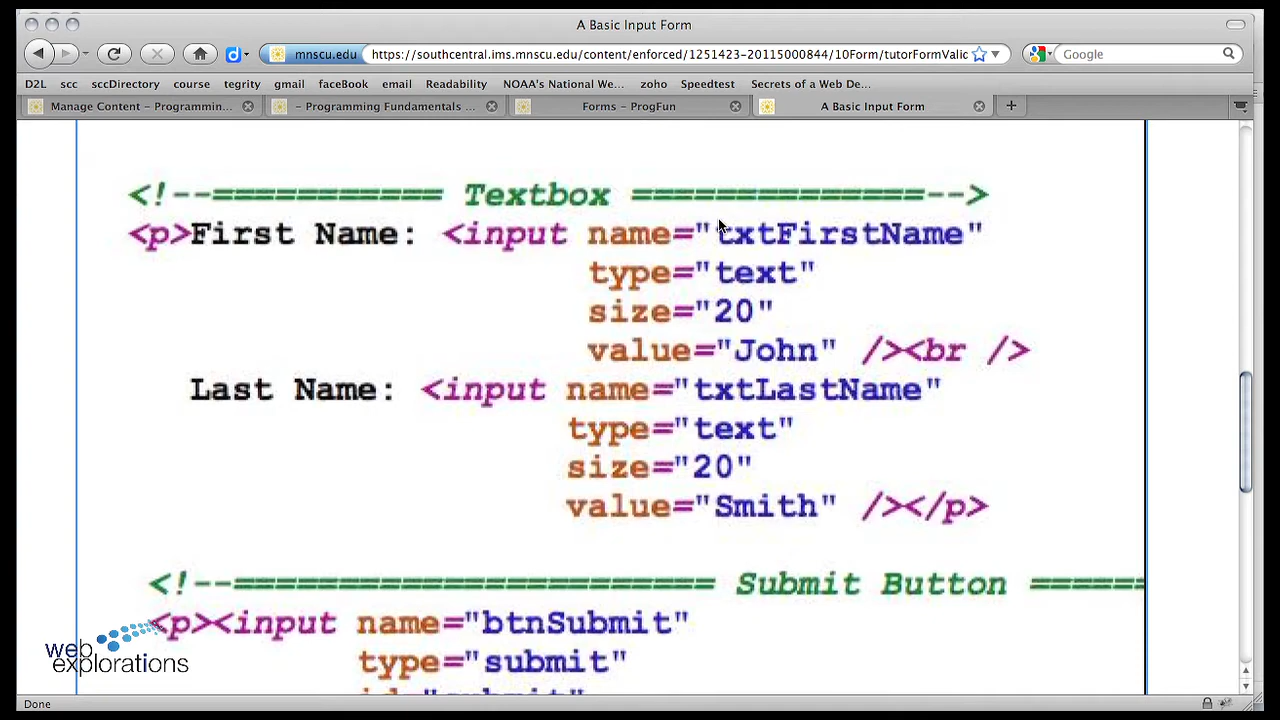 A Basic Input Form
mnscu.edu https://southcentral.ims.mnscu.edu/content/enforced/1251423-20115000844/10Form/tutorFormValic Google
D2L scc sccDirectory course tegrity gmail faceBook email Readability NOAA's National We... zoho Speedtest Secrets of a Web De...
Manage Content - Programmin... - Programming Fundamentals ... Forms - ProgFun A Basic Input Form
<!--=========== Textbox ==============-->
<p>First Name: <input name="txtFirstName"
type="text"
size="20"
value="John" /><br />
Last Name: <input name="txtLastName"
type="text"
size="20"
value="Smith" /></p>
<!--======================= Submit Button ======
<p><input name="btnSubmit"
type="submit"
web explorations
Done